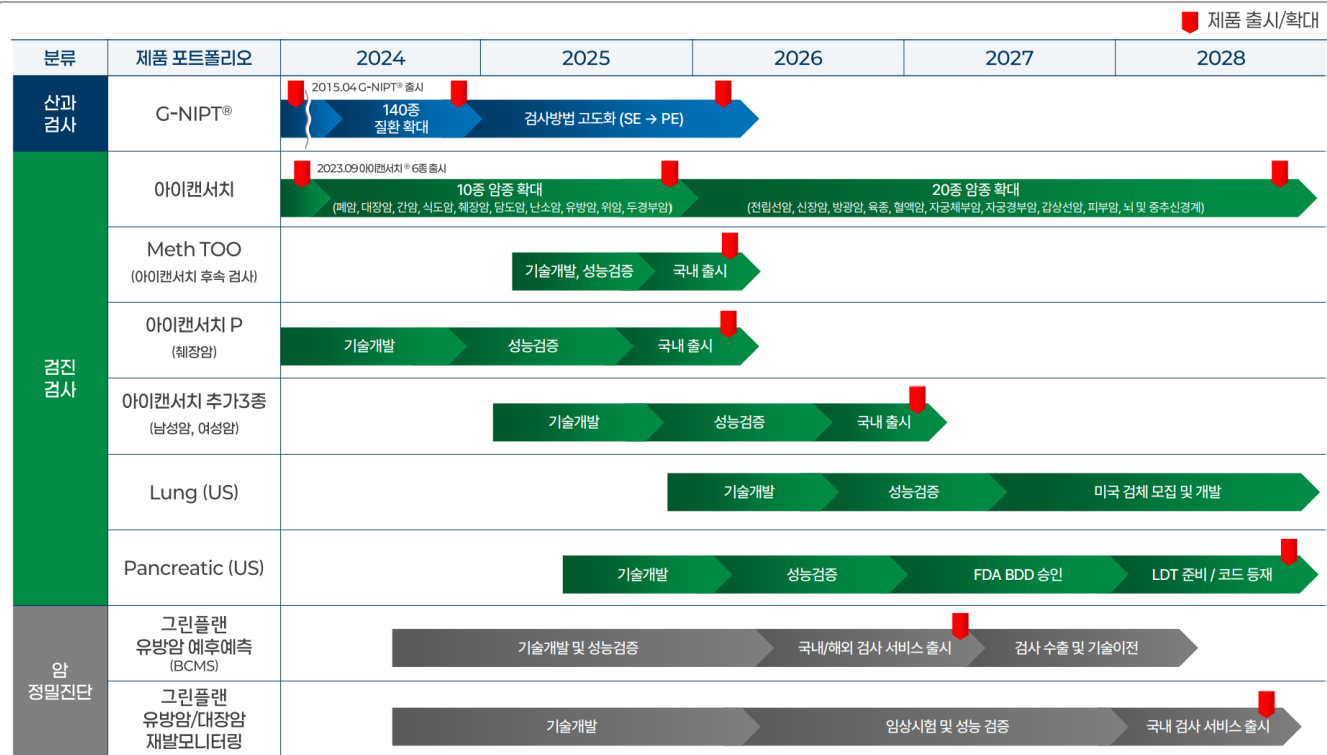 제품 출시/확대
분류 제품 포트폴리오 2024 2025 2026 2027 2028
산과
검사
G-NIPT®
2015.04 G-NIPT® 출시
140종
질환 확대
검사방법 고도화 (SE → PE)
검진
검사
아이캔서치
2023.09 아이캔서치® 6종 출시
10종 암종 확대
(폐암, 대장암, 간암, 식도암, 췌장암, 담도암, 난소암, 유방암, 위암, 두경부암)
20종 암종 확대
(전립선암, 신장암, 방광암, 육종, 혈액암, 자궁체부암, 자궁경부암, 갑상선암, 피부암, 뇌 및 중추신경계)
Meth TOO
(아이캔서치 후속 검사)
기술개발, 성능검증 국내 출시
아이캔서치 P
(췌장암)
기술개발 성능검증 국내 출시
아이캔서치 추가3종
(남성암, 여성암)
기술개발 성능검증 국내 출시
Lung (US)
기술개발 성능검증 미국 검체 모집 및 개발
Pancreatic (US)
기술개발 성능검증 FDA BDD 승인 LDT 준비 / 코드 등재
암
정밀진단
그린플랜
유방암 예후예측
(BCMS)
기술개발 및 성능검증 국내/해외 검사 서비스 출시 검사 수출 및 기술이전
그린플랜
유방암/대장암
재발모니터링
기술개발 임상시험 및 성능 검증 국내 검사 서비스 출시